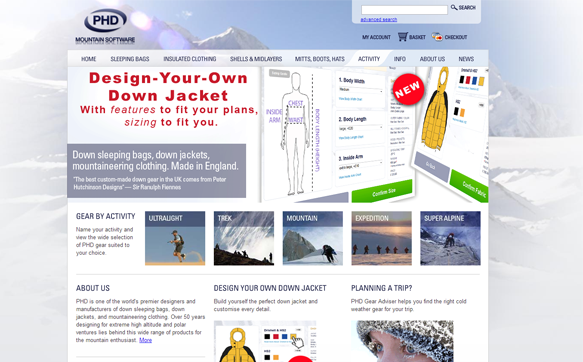 PHD
MOUNTAIN SOFTWARE
SEARCH
advanced search
MY ACCOUNT BASKET CHECKOUT
HOME SLEEPING BAGS INSULATED CLOTHING SHELLS & MIDLAYERS MITTS, BOOTS, HATS ACTIVITY INFO ABOUT US NEWS
Design-Your-Own
Down Jacket
With features to fit your plans,
sizing to fit you.
Down sleeping bags, down jackets,
mountaineering clothing. Made in England.
"The best custom-made down gear in the UK comes from Peter
Hutchinson Designs" — Sir Ranulph Fiennes
CHEST
WAIST
INSIDE
ARM
1. Body Width
2. Body Length
3. Inside Arm
Confirm Size
NEW
Confirm Fabric
GEAR BY ACTIVITY
Name your activity and
view the wide selection
of PHD gear suited to
your choice.
ULTRALIGHT
TREK
MOUNTAIN
EXPEDITION
SUPER ALPINE
ABOUT US
PHD is one of the world's premier designers and
manufacturers of down sleeping bags, down
jackets, and mountaineering clothing. Over 50 years
designing for extreme high altitude and polar
ventures lies behind this wide range of products for
the mountain enthusiast. More
DESIGN YOUR OWN DOWN JACKET
Build yourself the perfect down jacket and
customise every detail.
PLANNING A TRIP?
PHD Gear Adviser helps you find the right cold
weather gear for your trip.